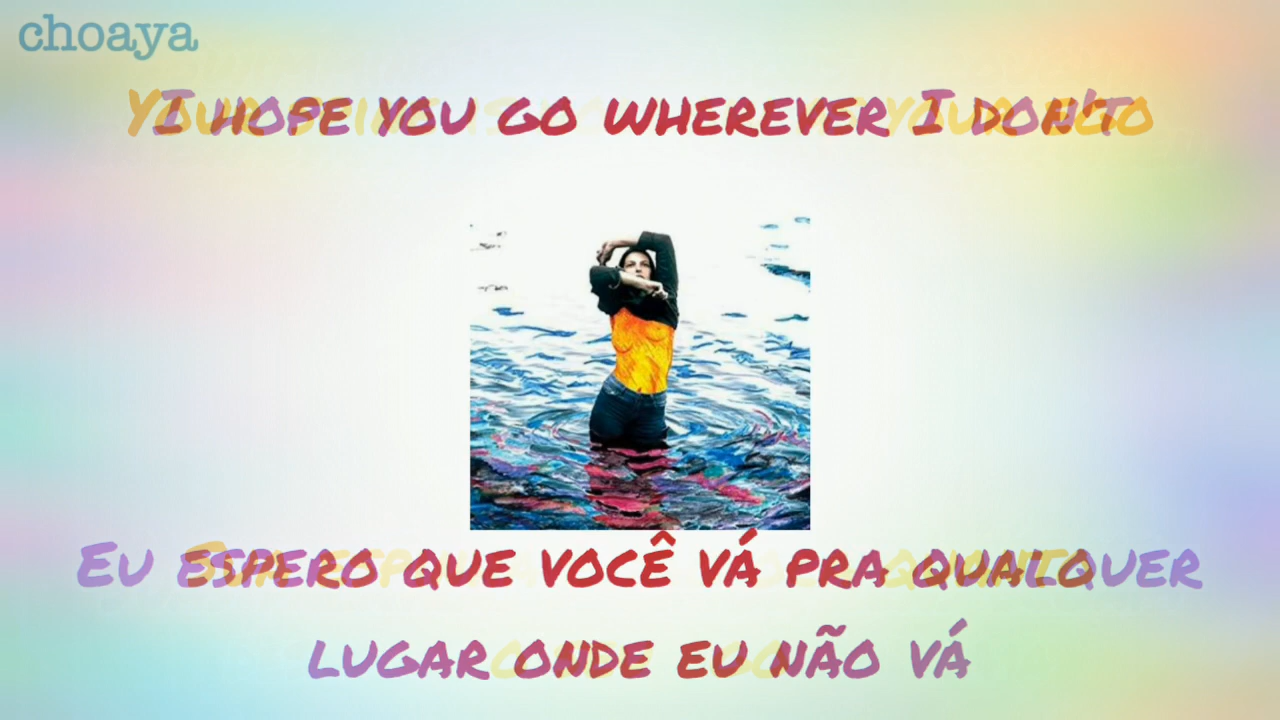 choaya
I hope you go wherever I don't
Eu espero que você vá pra qualquer
lugar onde eu não vá